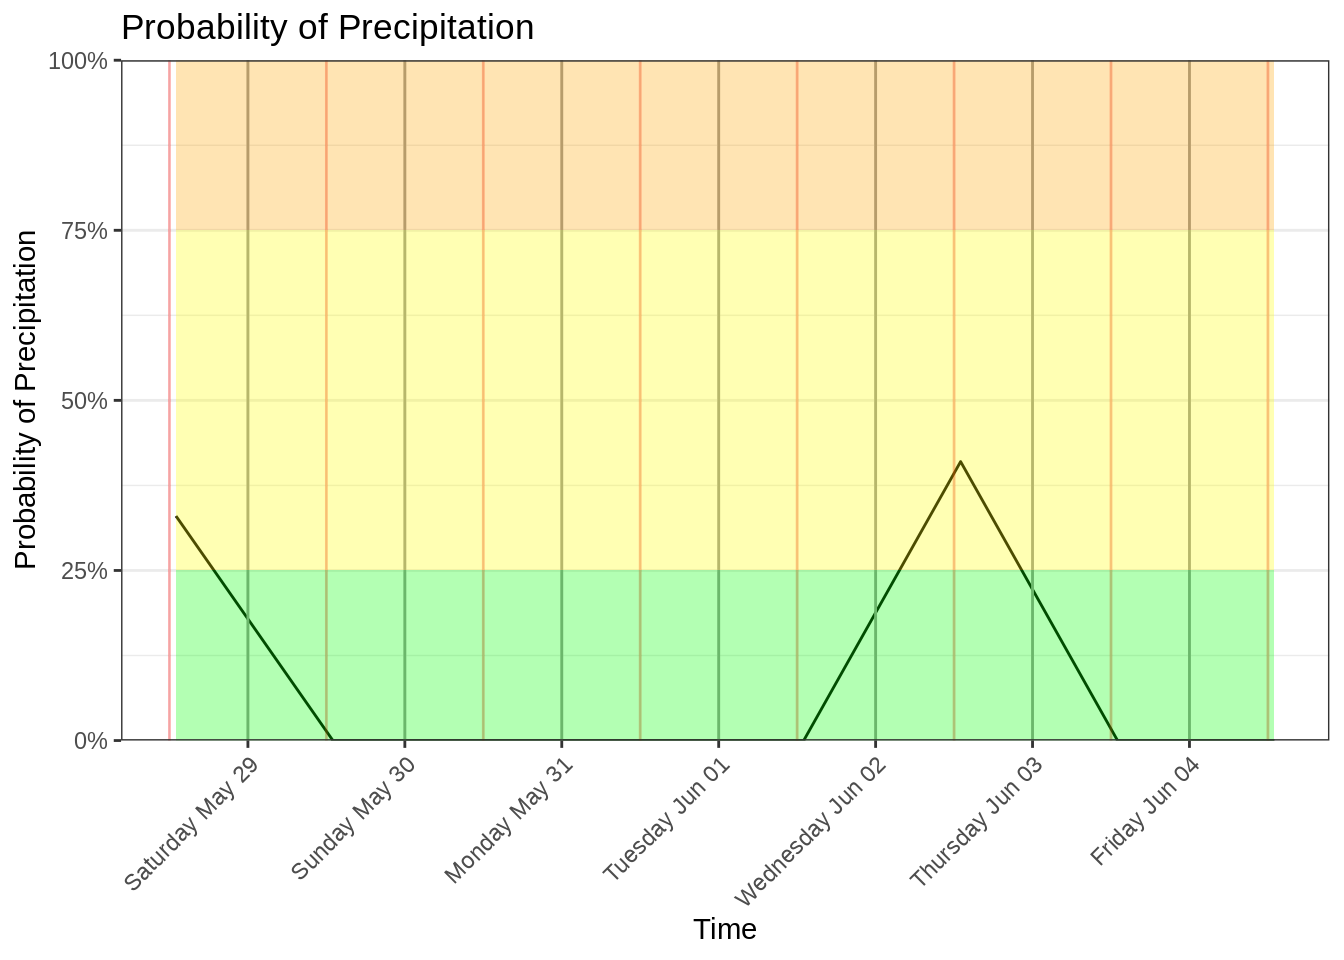 Probability of Precipitation
Probability of Precipitation
100%
75%
50%
25%
0%
Saturday May 29
Sunday May 30
Monday May 31
Tuesday Jun 01
Wednesday Jun 02
Thursday Jun 03
Friday Jun 04
Time